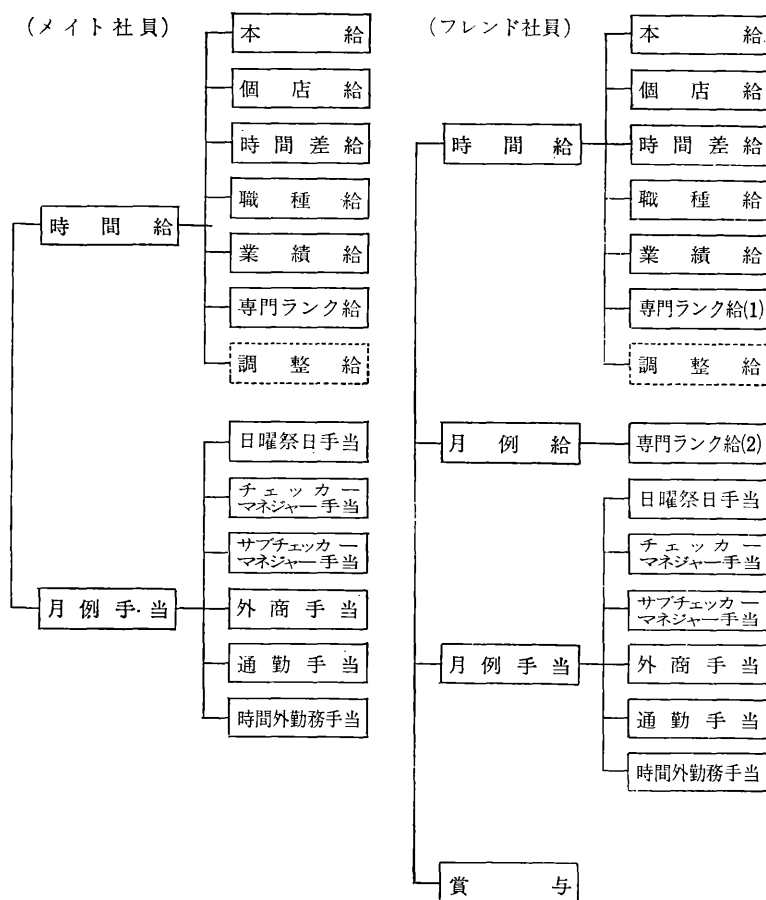 (メイト社員)
本給
個店給
時間差給
職種給
時間給
業績給
専門ランク給
調整給
日曜祭日手当
チェッカー
マネジャー手当
サブチェッカー
マネジャー手当
月例手当
外商手当
通勤手当
時間外勤務手当
(フレンド社員)
本給
個店給
時間給
時間差給
職種給
業績給
専門ランク給(1)
調整給
月例給
専門ランク給(2)
日曜祭日手当
チェッカー
マネジャー手当
サブチェッカー
マネジャー手当
月例手当
外商手当
通勤手当
時間外勤務手当
賞与